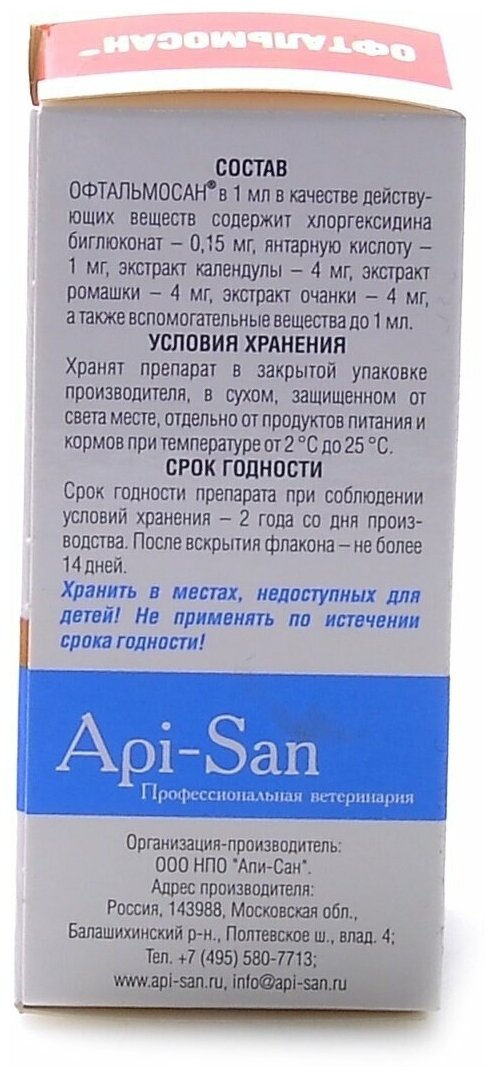 ОФТАЛЬМОСАН™
СОСТАВ
ОФТАЛЬМОСАН® в 1 мл в качестве действу-
ющих веществ содержит хлоргексидина
биглюконат – 0,15 мг, янтарную кислоту –
1 мг, экстракт календулы – 4 мг, экстракт
ромашки – 4 мг, экстракт очанки – 4 мг,
а также вспомогательные вещества до 1 мл.
УСЛОВИЯ ХРАНЕНИЯ
Хранят препарат в закрытой упаковке
производителя, в сухом, защищенном от
света месте, отдельно от продуктов питания и
кормов при температуре от 2 °С до 25 °С.
СРОК ГОДНОСТИ
Срок годности препарата при соблюдении
условий хранения – 2 года со дня произ-
водства. После вскрытия флакона – не более
14 дней.
Хранить в местах, недоступных для
детей! Не применять по истечении
срока годности!
Api-San
Профессиональная ветеринария
Организация-производитель:
ООО НПО "Апи-Сан".
Адрес производителя:
Россия, 143988, Московская обл.,
Балашихинский р-н., Полтевское ш., влад. 4;
Тел. +7 (495) 580-7713;
www.api-san.ru, info@api-san.ru